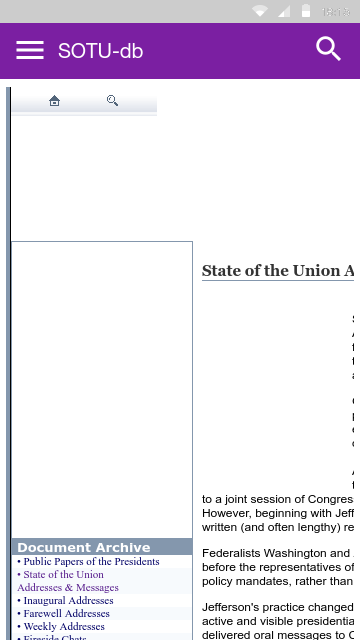 SOTU-db
State of the Union A
to a joint session of Congres
However, beginning with Jeff
written (and often lengthy) re
Federalists Washington and
before the representatives of
policy mandates, rather than
Jefferson's practice changed
active and visible presidentia
delivered oral messages to
Document Archive
• Public Papers of the Presidents
• State of the Union
Addresses & Messages
• Inaugural Addresses
• Farewell Addresses
• Weekly Addresses
• Fireside Chats